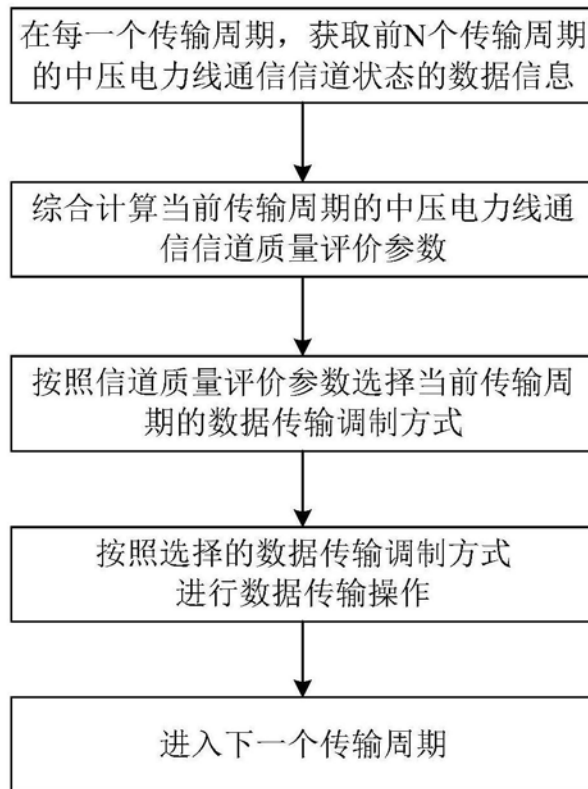 在每一个传输周期，获取前N个传输周期
的中压电力线通信信道状态的数据信息
综合计算当前传输周期的中压电力线通
信信道质量评价参数
按照信道质量评价参数选择当前传输周
期的数据传输调制方式
按照选择的数据传输调制方式
进行数据传输操作
进入下一个传输周期